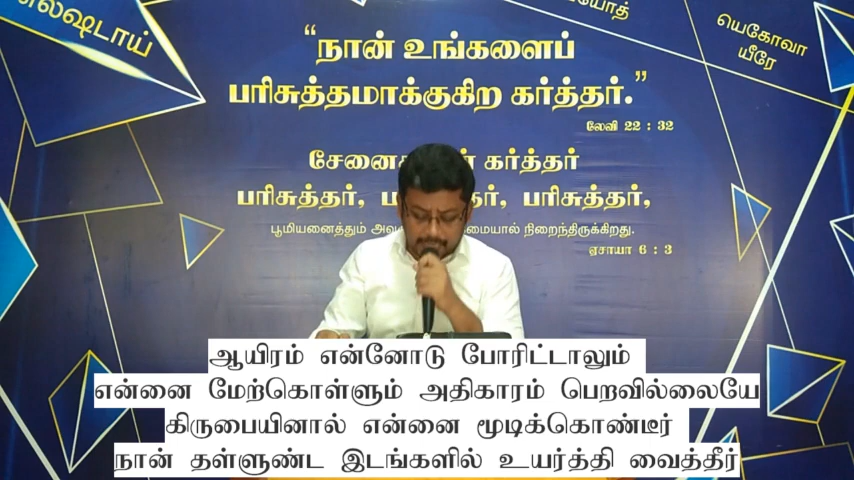 யெகோவா
யீரே
“நான் உங்களைப்
பரிசுத்தமாக்குகிற கர்த்தர்.”
லேவி 22 : 32
கர்த்தர்
பரிசுத்தர், பரிசுத்தர்,
பூமியனைத்தும் நிறைந்திருக்கிறது.
ஏசாயா 6 : 3
ஆயிரம் என்னோடு போரிட்டாலும்
என்னை மேற்கொள்ளும் அதிகாரம் பெறவில்லையே
கிருபையினால் என்னை மூடிக்கொண்டீர்
நான் தள்ளுண்ட இடங்களில் உயர்த்தி வைத்தீர்